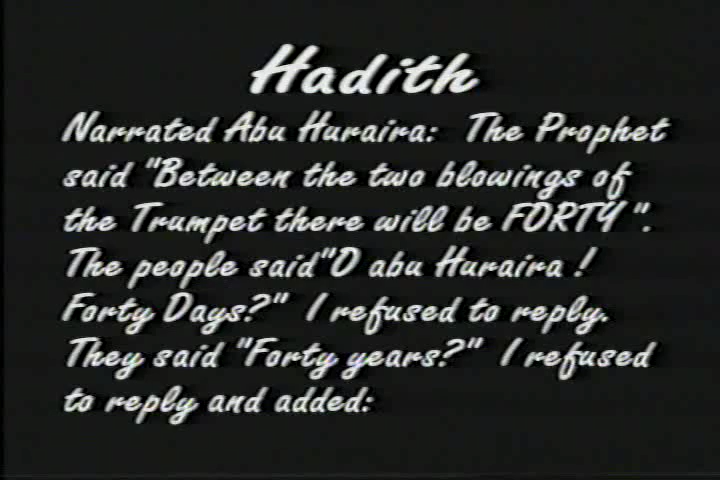 Hadith
Narrated Abu Huraira: The Prophet
said "Between the two blowings of
the Trumpet there will be FORTY ".
The people said"O abu Huraira !
Forty Days?" I refused to reply.
They said "Forty years?" I refused
to reply and added: